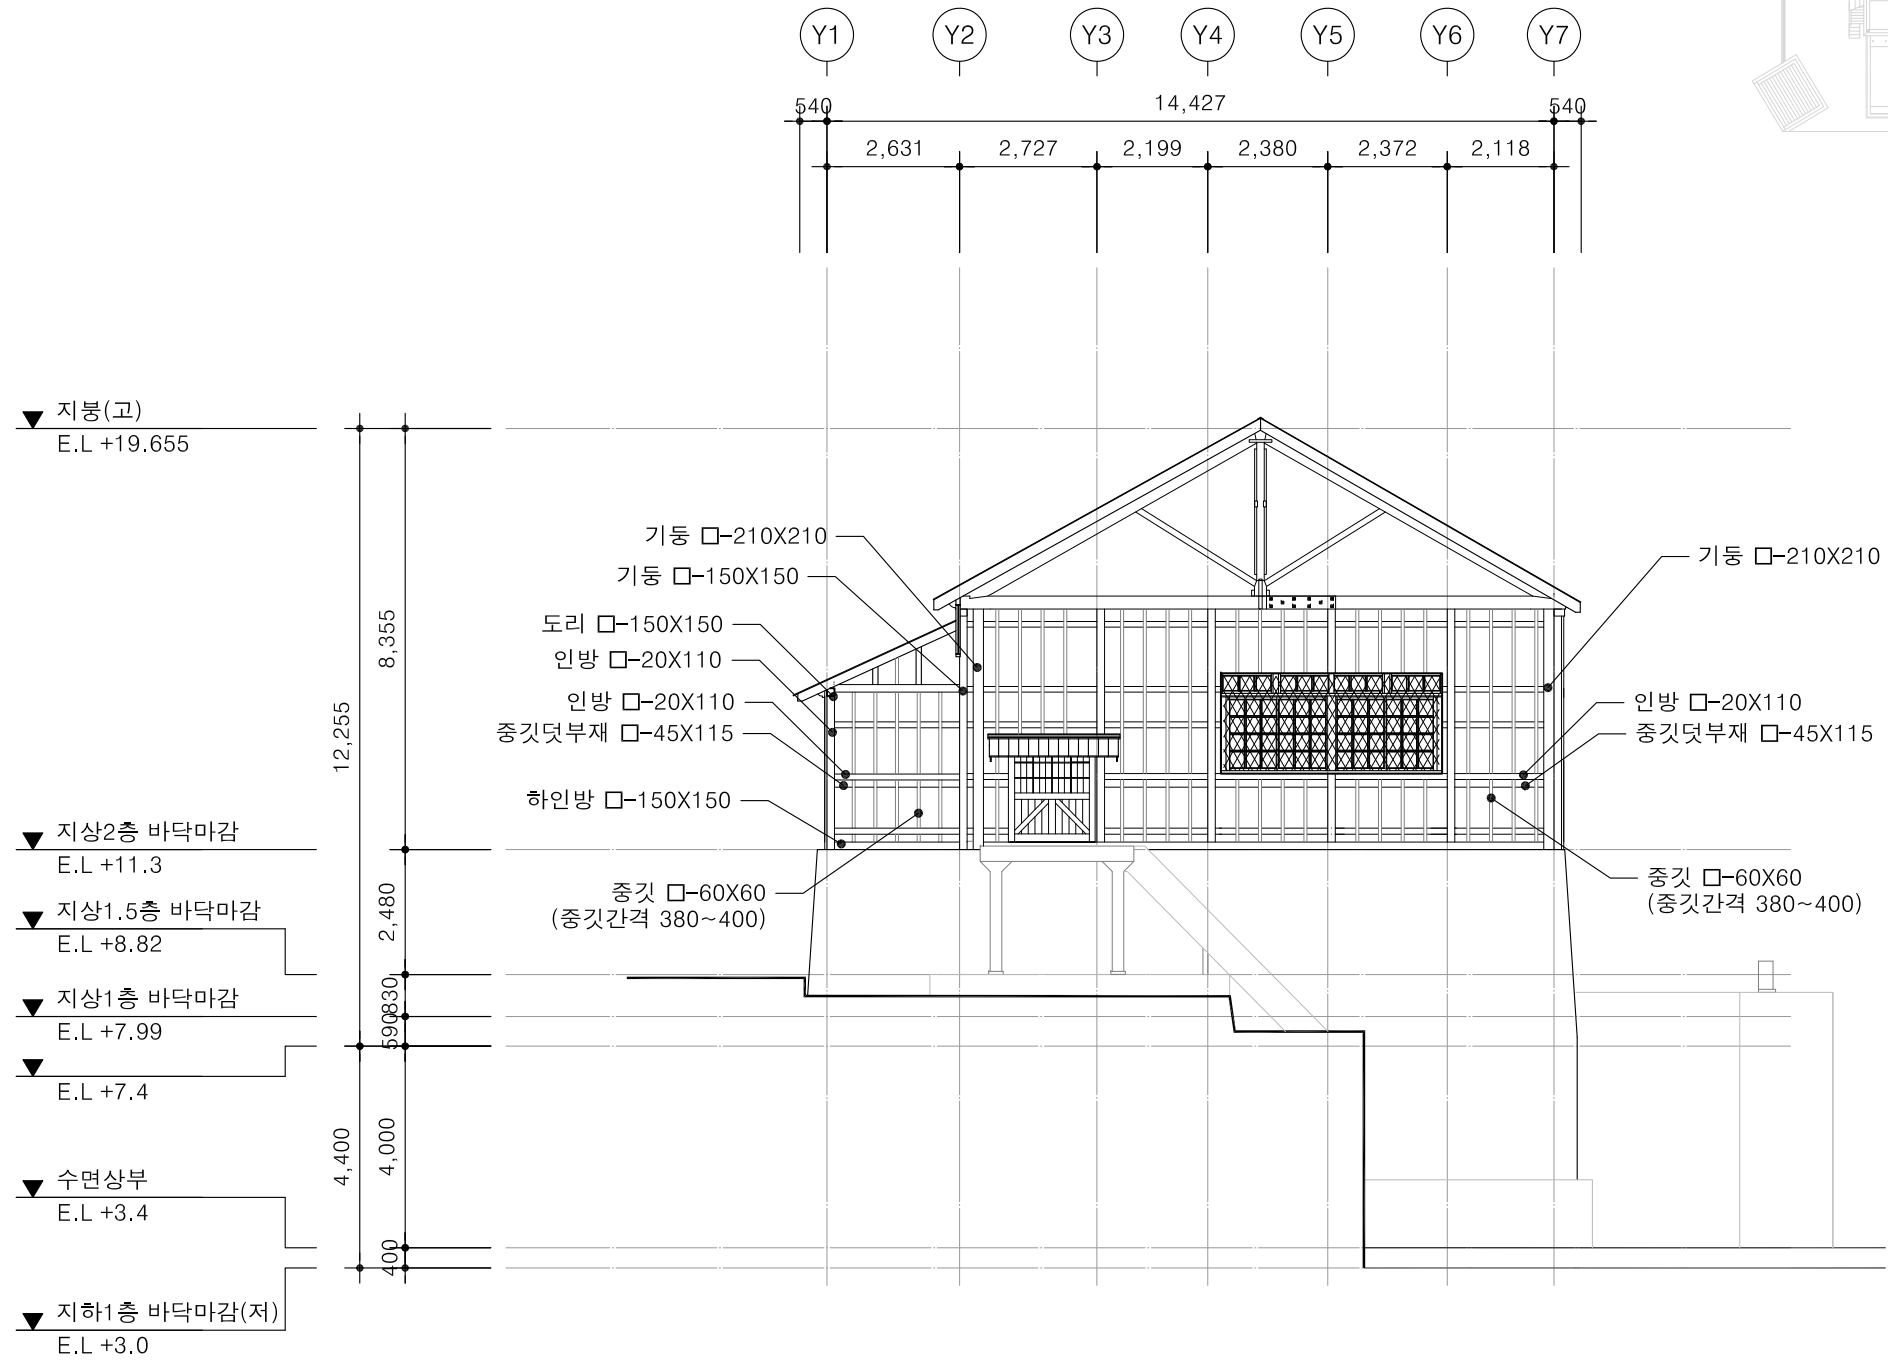 Y1 Y2 Y3 Y4 Y5 Y6 Y7
540 14,427 540
2,631 2,727 2,199 2,380 2,372 2,118
지붕(고)
E.L +19.655
지상2층 바닥마감
E.L +11.3
지상1.5층 바닥마감
E.L +8.82
지상1층 바닥마감
E.L +7.99
E.L +7.4
수면상부
E.L +3.4
지하1층 바닥마감(저)
E.L +3.0
12,255
4,400
8,355
2,480
830
590
4,000
400
기둥 □-210X210
기둥 □-150X150
도리 □-150X150
인방 □-20X110
인방 □-20X110
중깃덧부재 □-45X115
하인방 □-150X150
중깃 □-60X60
(중깃간격 380~400)
기둥 □-210X210
인방 □-20X110
중깃덧부재 □-45X115
중깃 □-60X60
(중깃간격 380~400)